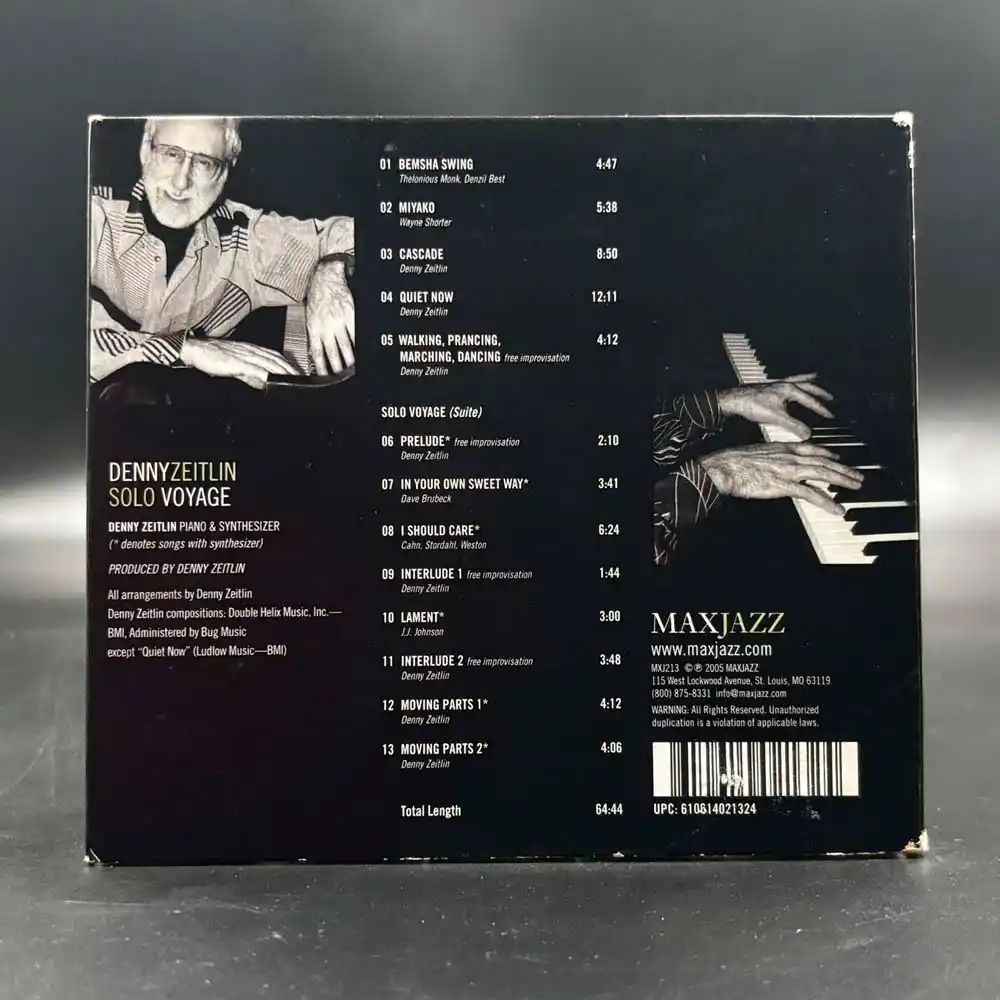 01 BEMSHA SWING 4:47
Thelonious Monk, Denzil Best
02 MIYAKO 5:38
Wayne Shorter
03 CASCADE 8:50
Denny Zeitlin
04 QUIET NOW 12:11
Denny Zeitlin
05 WALKING, PRANCING, 4:12
MARCHING, DANCING free improvisation
Denny Zeitlin
SOLO VOYAGE (Suite)
06 PRELUDE* free improvisation 2:10
Denny Zeitlin
07 IN YOUR OWN SWEET WAY* 3:41
Dave Brubeck
08 I SHOULD CARE* 6:24
Cahn, Stordahl, Weston
09 INTERLUDE 1 free improvisation 1:44
Denny Zeitlin
10 LAMENT* 3:00
J.J. Johnson
11 INTERLUDE 2 free improvisation 3:48
Denny Zeitlin
12 MOVING PARTS 1* 4:12
Denny Zeitlin
13 MOVING PARTS 2* 4:06
Denny Zeitlin
Total Length 64:44
DENNYZEITLIN
SOLO VOYAGE
DENNY ZEITLIN PIANO & SYNTHESIZER
(* denotes songs with synthesizer)
PRODUCED BY DENNY ZEITLIN
All arrangements by Denny Zeitlin
Denny Zeitlin compositions: Double Helix Music, Inc.—
BMI, Administered by Bug Music
except "Quiet Now" (Ludlow Music—BMI)
MAXJAZZ
www.maxjazz.com
MXJ213 ©℗ 2005 MAXJAZZ
115 West Lockwood Avenue, St. Louis, MO 63119
(800) 875-8331 info@maxjazz.com
WARNING: All Rights Reserved. Unauthorized
duplication is a violation of applicable laws.
UPC: 610614021324